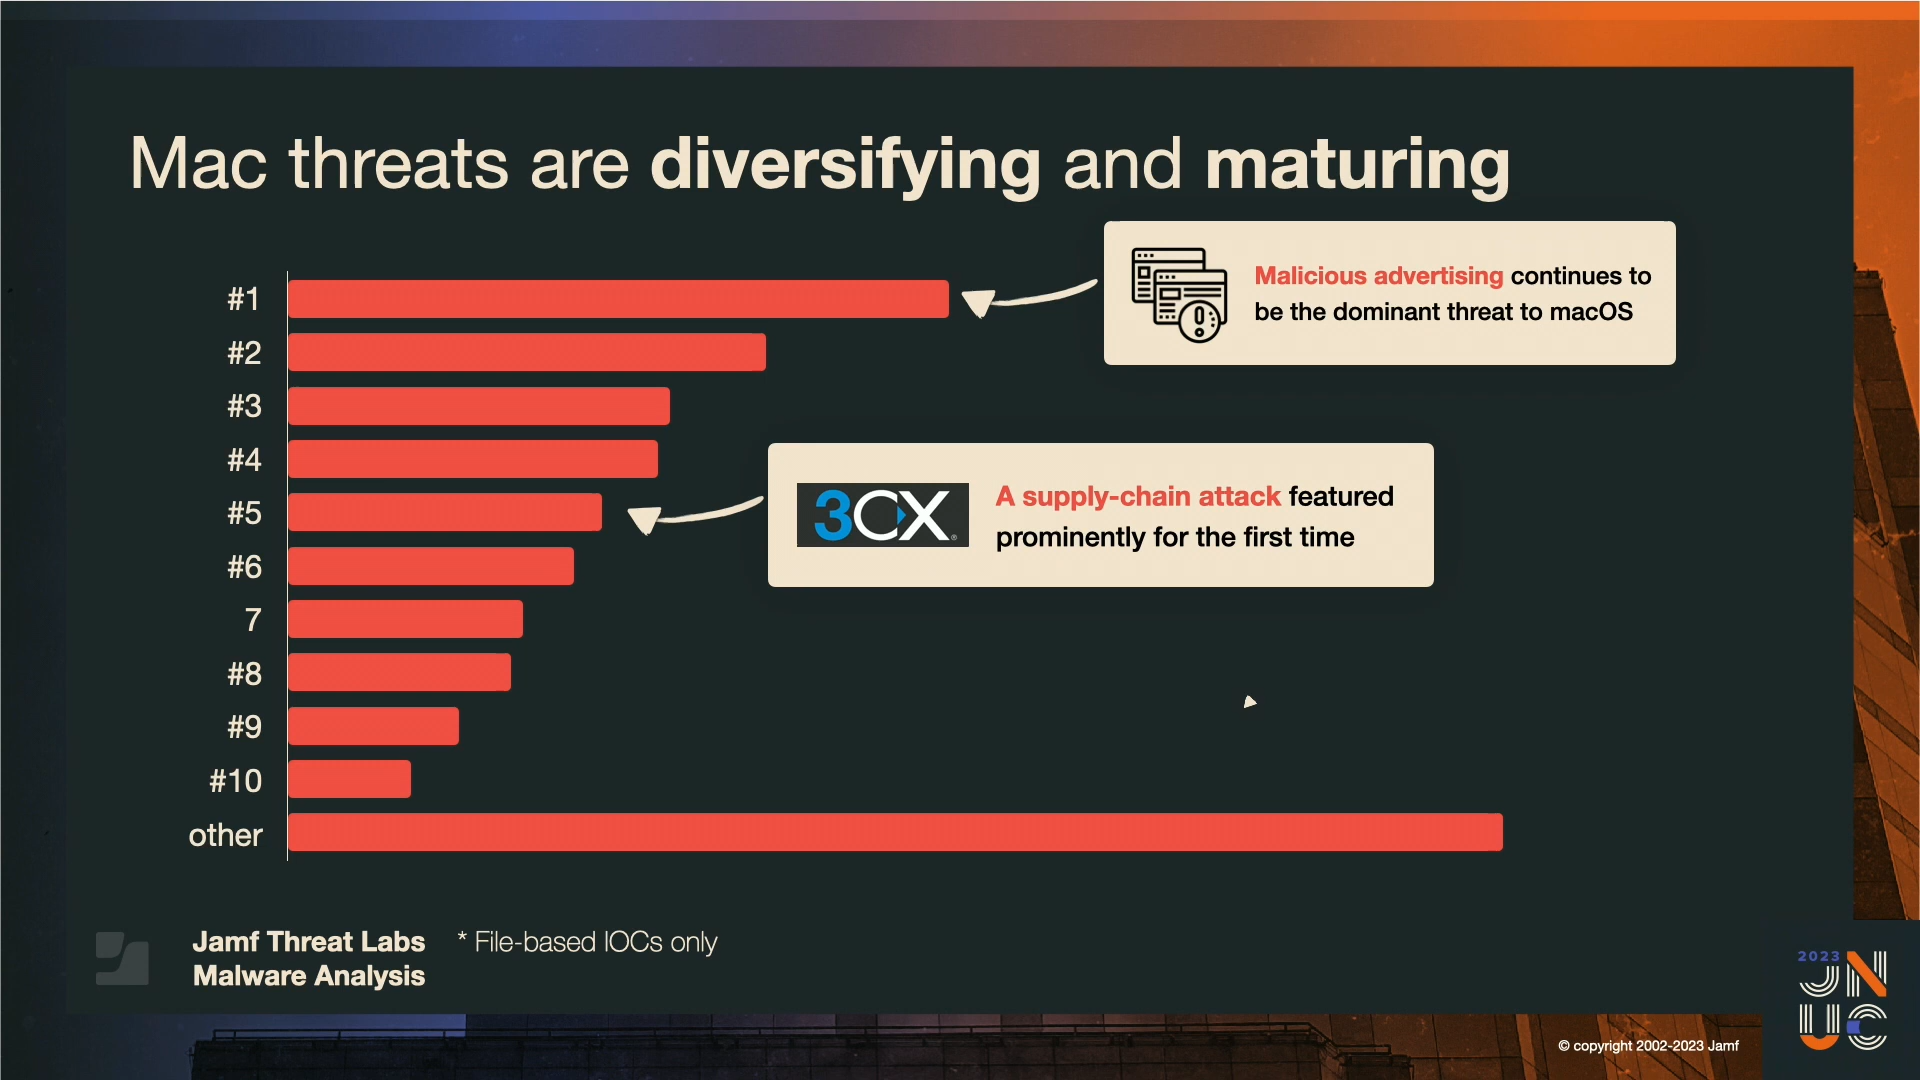 Mac threats are diversifying and maturing
#1
Malicious advertising continues to
be the dominant threat to macOS
#2
#3
#4
#5
3CX®
A supply-chain attack featured
prominently for the first time
#6
7
#8
#9
#10
other
Jamf Threat Labs
Malware Analysis
* File-based IOCs only
2023
JN
UC
© copyright 2002-2023 Jamf